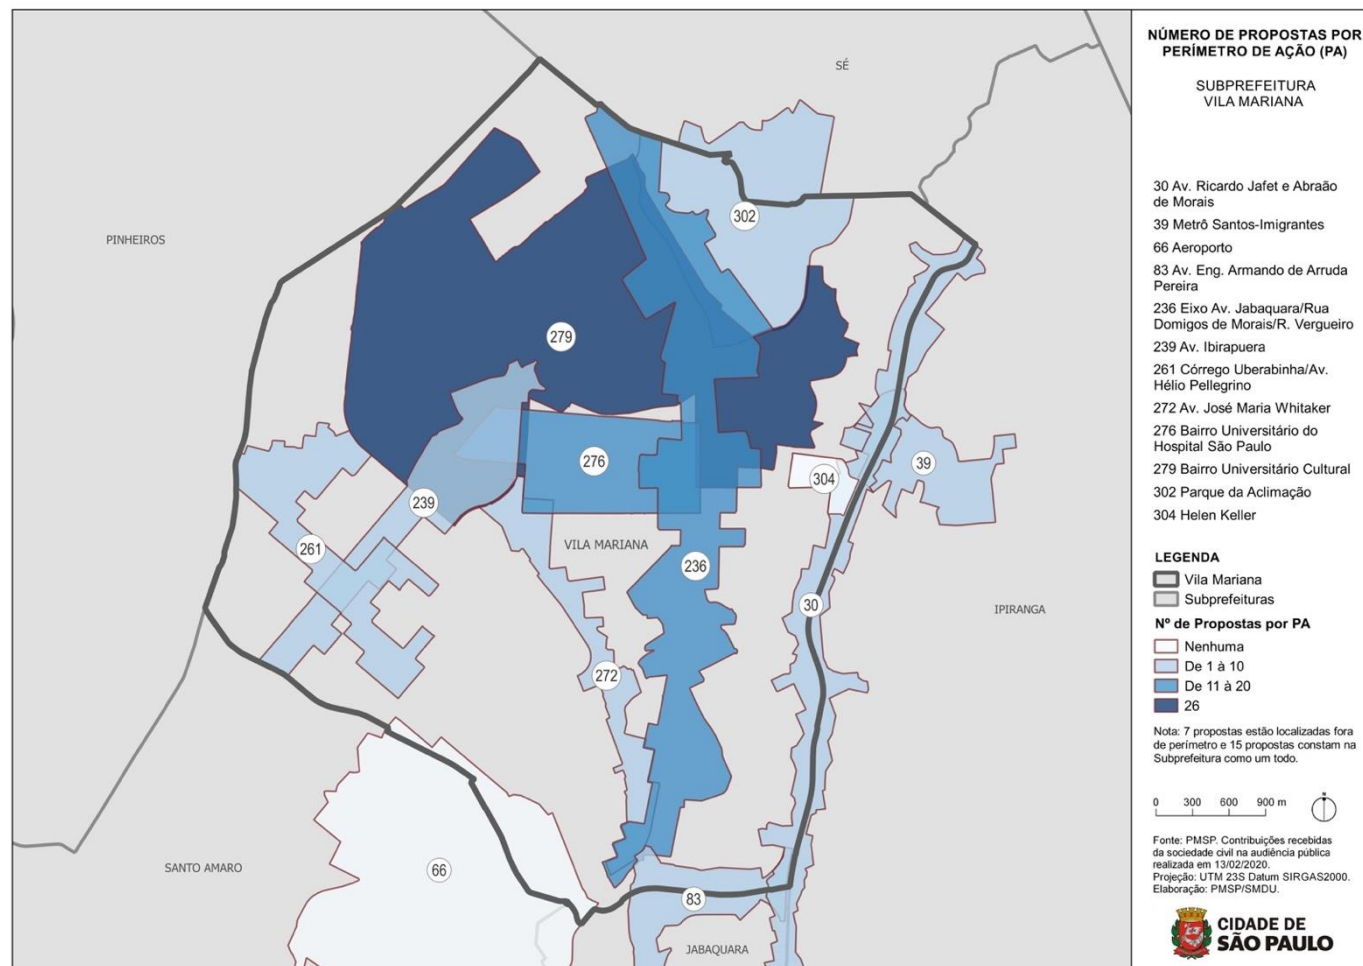 NÚMERO DE PROPOSTAS POR
PERÍMETRO DE AÇÃO (PA)
SUBPREFEITURA
VILA MARIANA
30 Av. Ricardo Jafet e Abraão
de Morais
39 Metrô Santos-Imigrantes
66 Aeroporto
83 Av. Eng. Armando de Arruda
Pereira
236 Eixo Av. Jabaquara/Rua
Domigos de Morais/R. Vergueiro
239 Av. Ibirapuera
261 Córrego Uberabinha/Av.
Hélio Pellegrino
272 Av. José Maria Whitaker
276 Bairro Universitário do
Hospital São Paulo
279 Bairro Universitário Cultural
302 Parque da Aclimação
304 Helen Keller
LEGENDA
Vila Mariana
Subprefeituras
Nº de Propostas por PA
Nenhuma
De 1 à 10
De 11 à 20
26
Nota: 7 propostas estão localizadas fora
de perímetro e 15 propostas constam na
Subprefeitura como um todo.
0 300 600 900 m
N
Fonte: PMSP. Contribuições recebidas
da sociedade civil na audiência pública
realizada em 13/02/2020.
Projeção: UTM 23S Datum SIRGAS2000.
Elaboração: PMSP/SMDU.
CIDADE DE
SÃO PAULO
SÉ
302
PINHEIROS
279
276
39
304
239
VILA MARIANA
261
236
30
IPIRANGA
272
SANTO AMARO
66
83
JABAQUARA